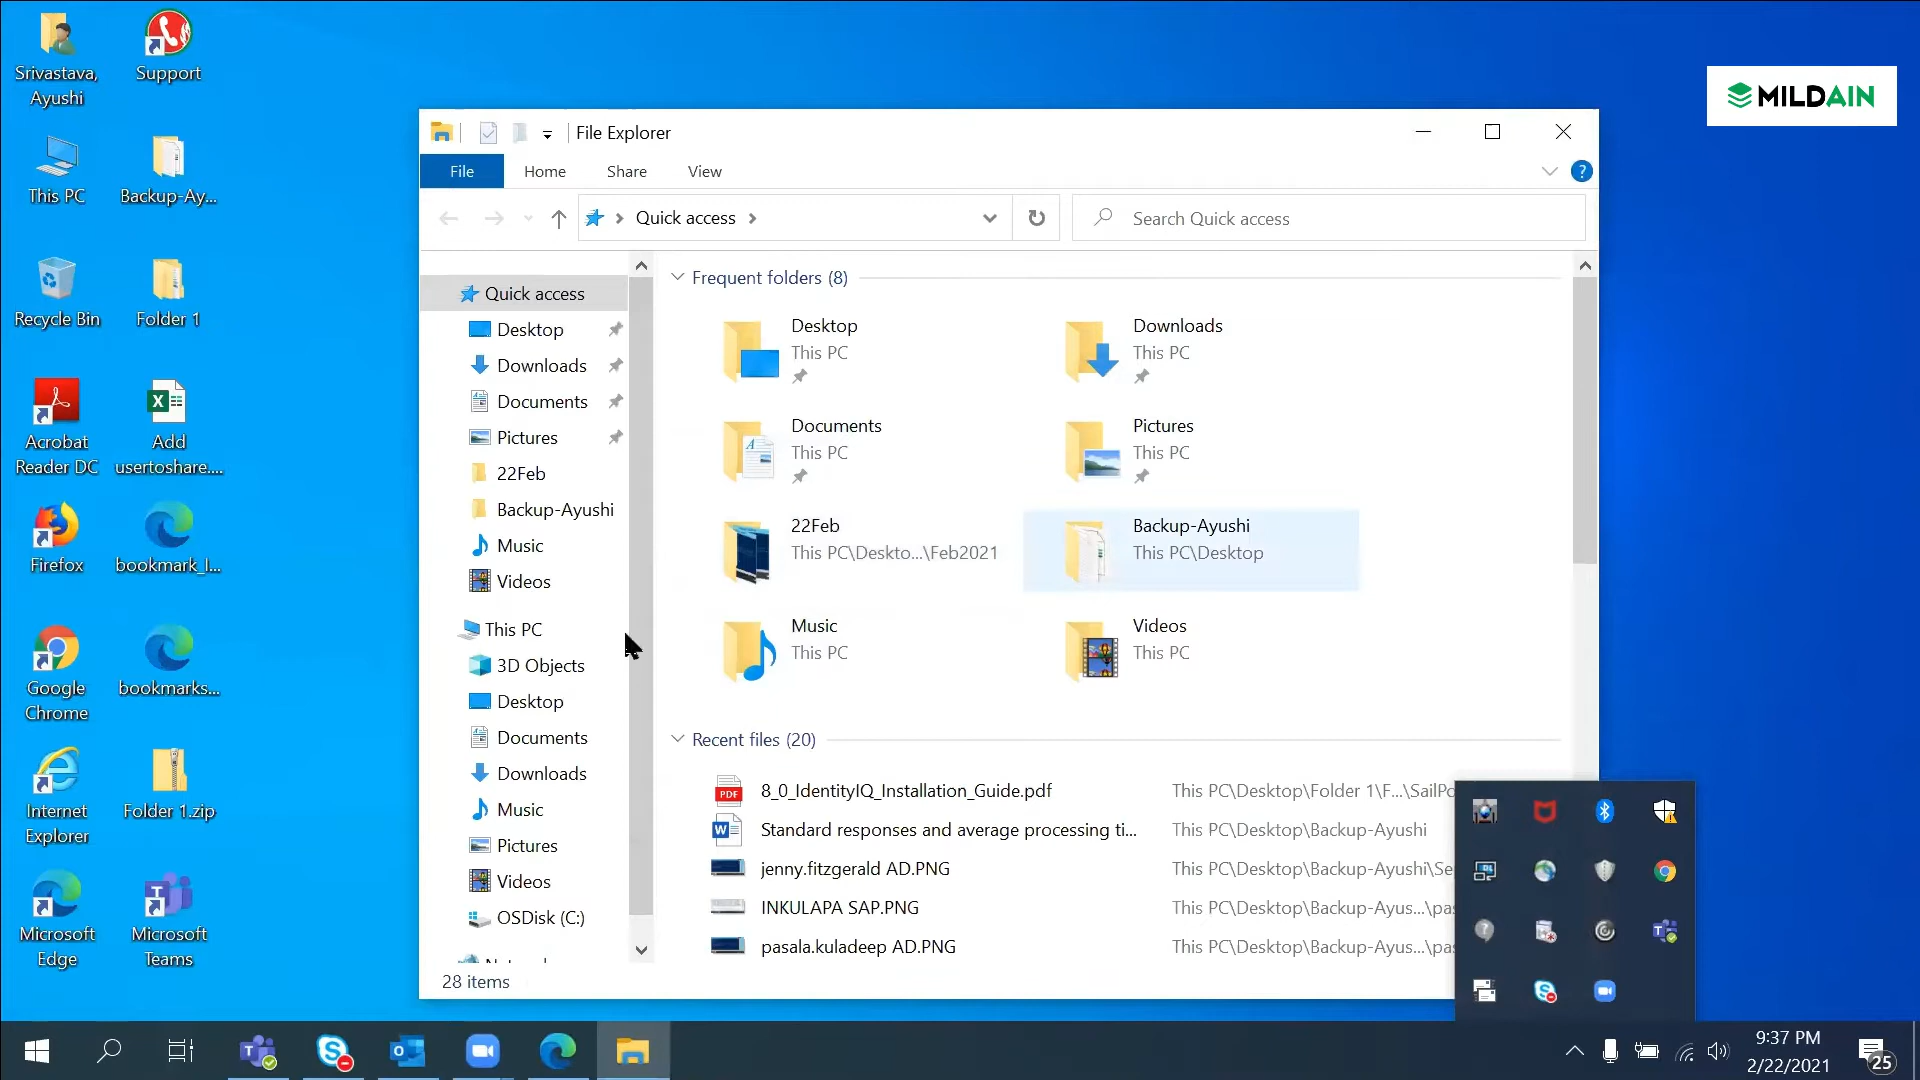 Srivastava,
Ayushi
Support
This PC
Backup-Ay...
Recycle Bin
Folder 1
Acrobat
Reader DC
Add
usertoshare....
Firefox
bookmark_l...
Google
Chrome
bookmarks...
Internet
Explorer
Folder 1.zip
Microsoft
Edge
Microsoft
Teams
MILDAIN
File Explorer
File
Home
Share
View
Quick access
Search Quick access
Quick access
Desktop
Downloads
Documents
Pictures
22Feb
Backup-Ayushi
Music
Videos
This PC
3D Objects
Desktop
Documents
Downloads
Music
Pictures
Videos
OSDisk (C:)
28 items
Frequent folders (8)
Desktop
This PC
Downloads
This PC
Documents
This PC
Pictures
This PC
22Feb
This PC\Deskto...\Feb2021
Backup-Ayushi
This PC\Desktop
Music
This PC
Videos
This PC
Recent files (20)
8_0_IdentityIQ_Installation_Guide.pdf
This PC\Desktop\Folder 1\F...\SailPo
Standard responses and average processing ti...
This PC\Desktop\Backup-Ayushi
jenny.fitzgerald AD.PNG
This PC\Desktop\Backup-Ayushi\Se
INKULAPA SAP.PNG
This PC\Desktop\Backup-Ayus...\pas
pasala.kuladeep AD.PNG
This PC\Desktop\Backup-Ayus...\pas
9:37 PM
2/22/2021
25